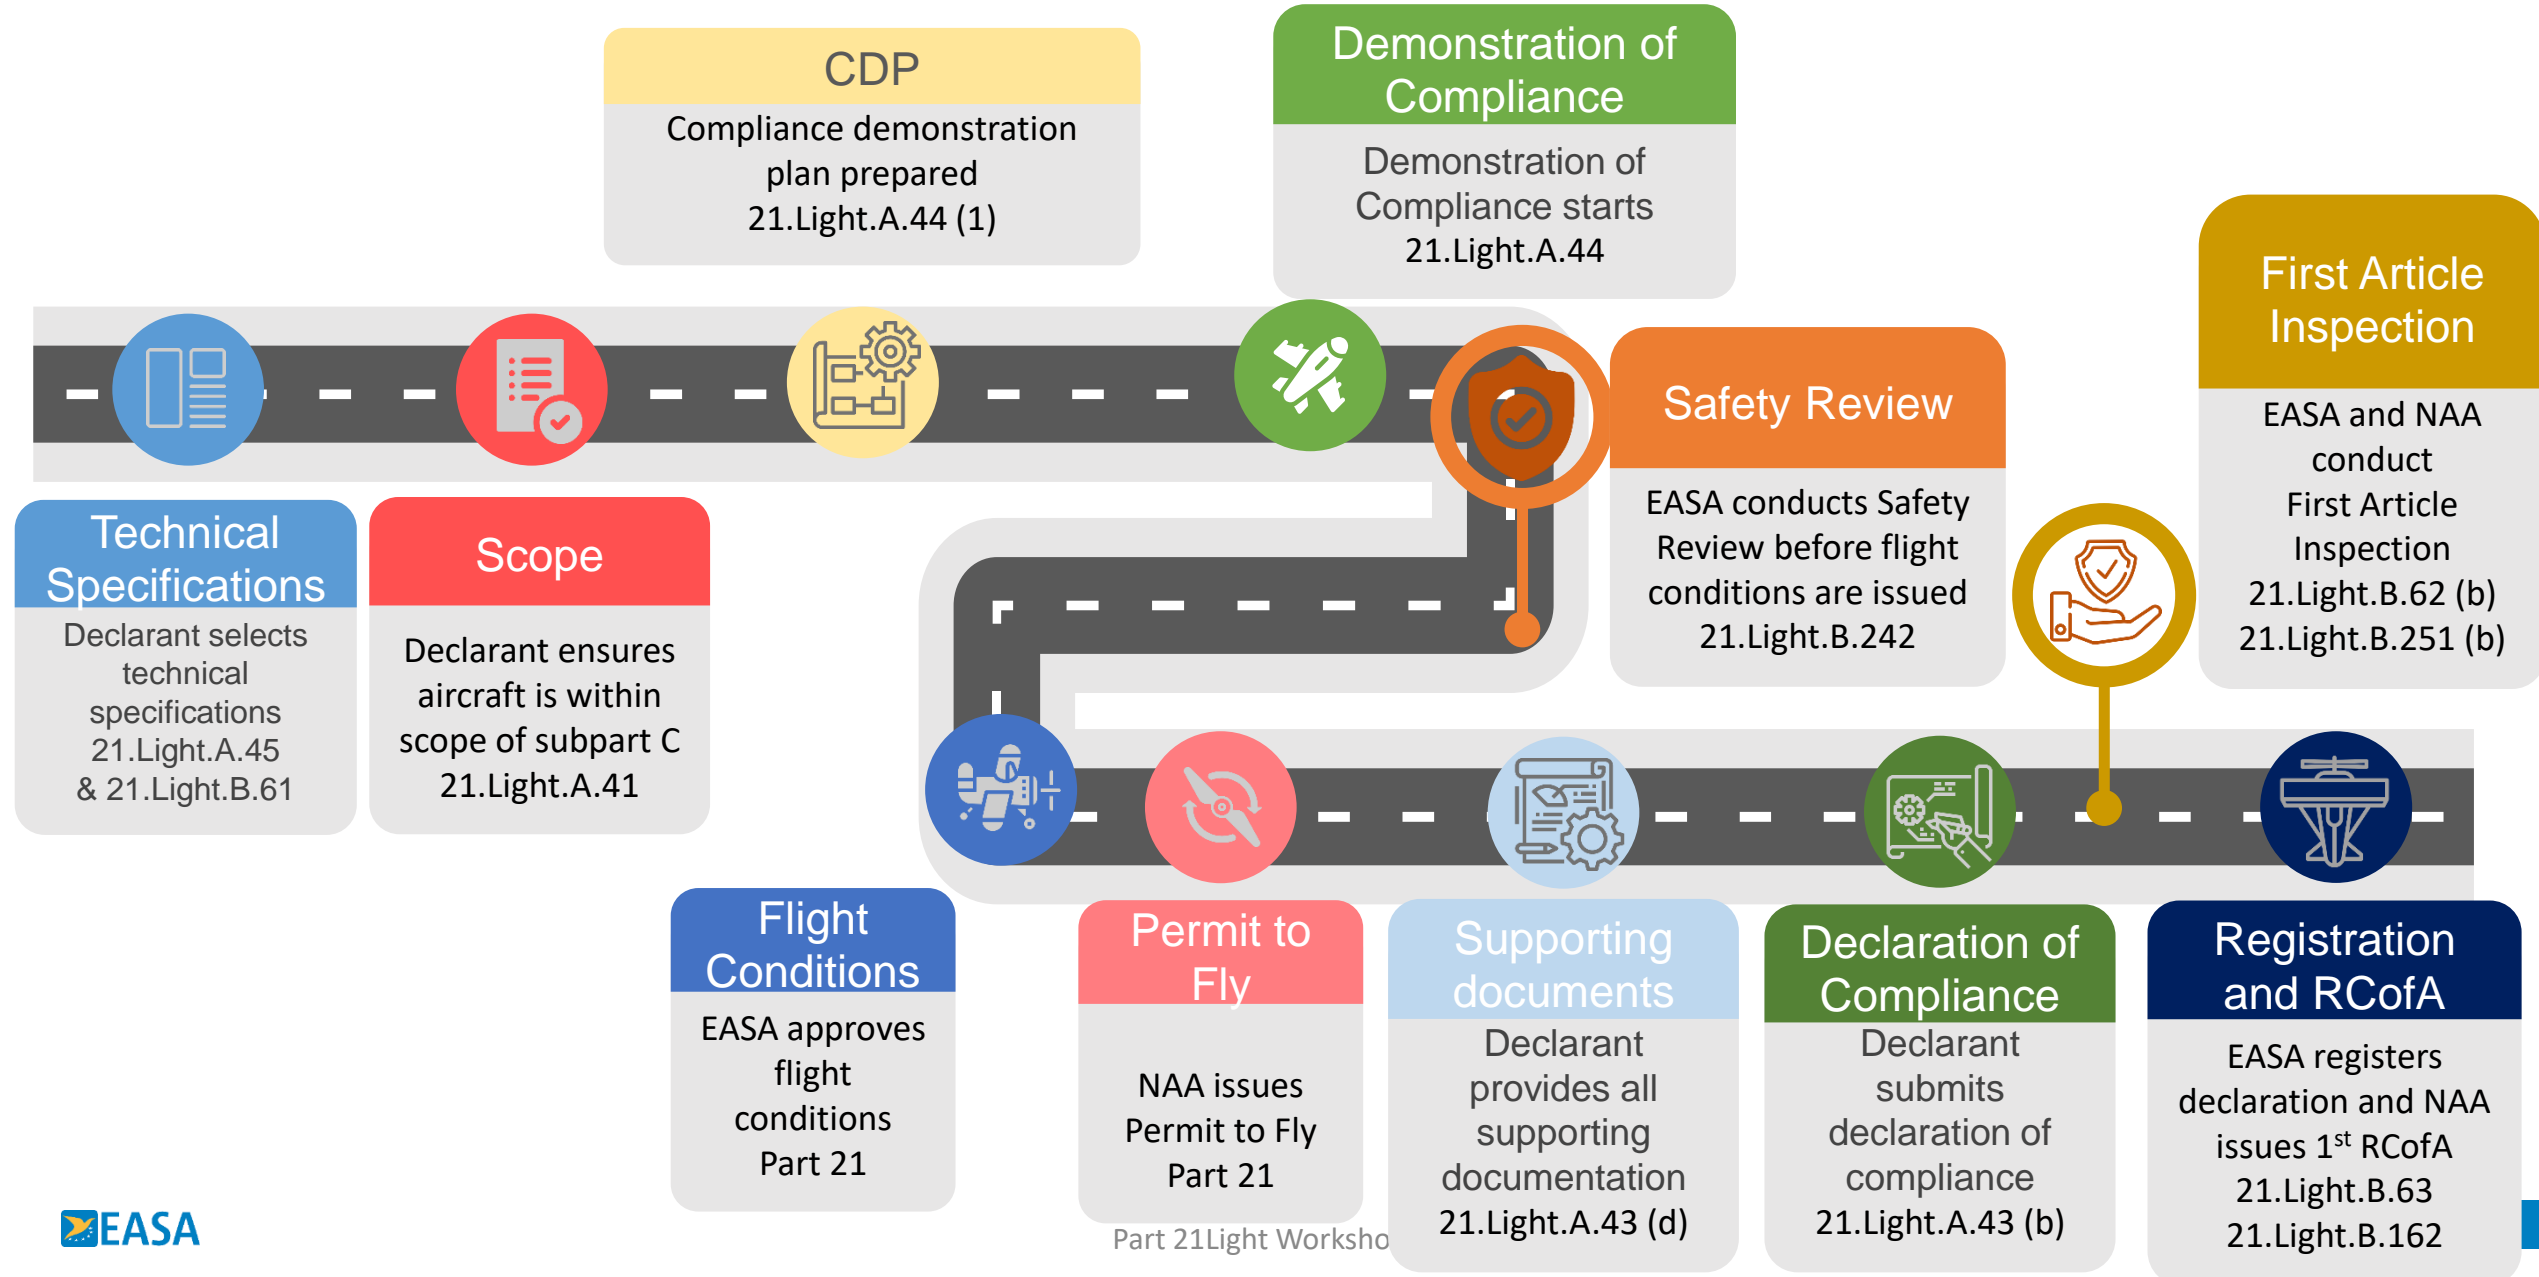 CDP
Compliance demonstration
plan prepared
21.Light.A.44 (1)
Demonstration of
Compliance
Demonstration of
Compliance starts
21.Light.A.44
First Article
Inspection
EASA and NAA
conduct
First Article
Inspection
21.Light.B.62 (b)
21.Light.B.251 (b)
Safety Review
EASA conducts Safety
Review before flight
conditions are issued
21.Light.B.242
Technical
Specifications
Declarant selects
technical
specifications
21.Light.A.45
& 21.Light.B.61
Scope
Declarant ensures
aircraft is within
scope of subpart C
21.Light.A.41
Flight
Conditions
EASA approves
flight
conditions
Part 21
Permit to
Fly
NAA issues
Permit to Fly
Part 21
Supporting
documents
Declarant
provides all
supporting
documentation
21.Light.A.43 (d)
Declaration of
Compliance
Declarant
submits
declaration of
compliance
21.Light.A.43 (b)
Registration
and RCofA
EASA registers
declaration and NAA
issues 1st RCofA
21.Light.B.63
21.Light.B.162
EASA
Part 21Light Worksho